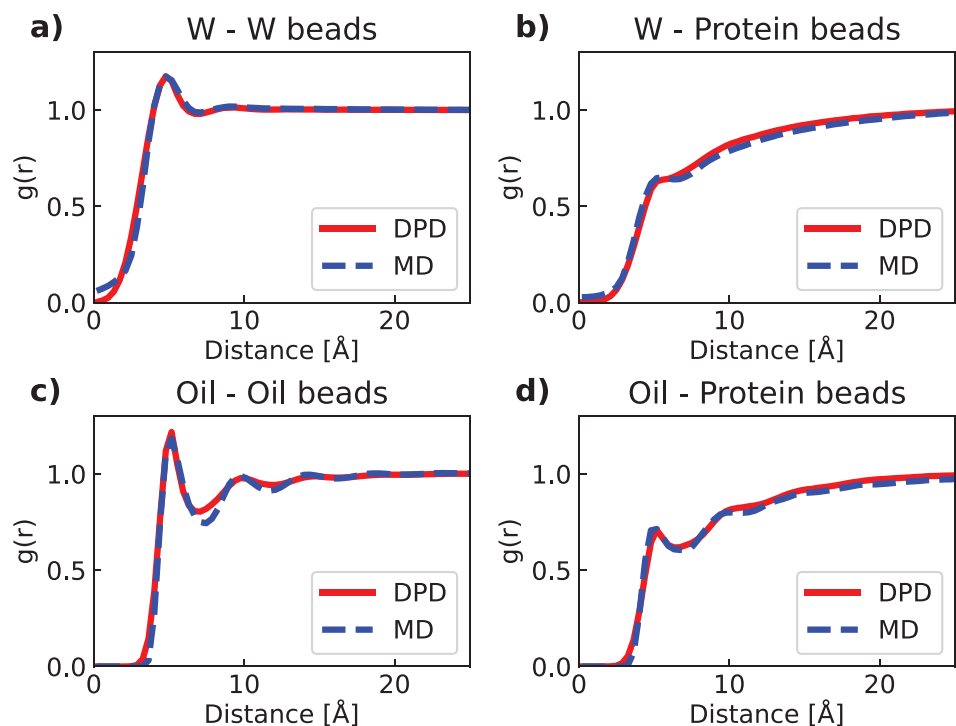 a) W - W beads
g(r)
1.0
0.5
0.0
DPD
MD
0 10 20
Distance [Å]
b) W - Protein beads
g(r)
1.0
0.5
0.0
DPD
MD
0 10 20
Distance [Å]
c) Oil - Oil beads
g(r)
1.0
0.5
0.0
DPD
MD
0 10 20
Distance [Å]
d) Oil - Protein beads
g(r)
1.0
0.5
0.0
DPD
MD
0 10 20
Distance [Å]